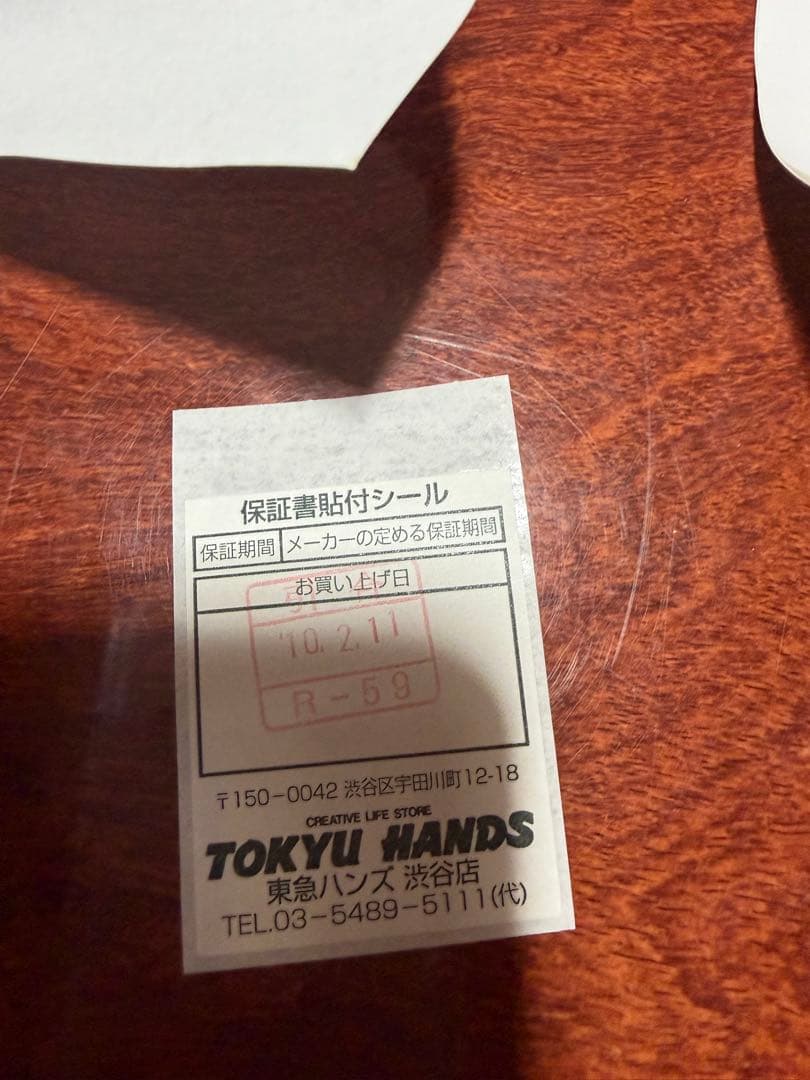 保証書貼付シール
保証期間 メーカーの定める保証期間
お買い上げ日
'10.2.11
R-59
〒150-0042 渋谷区宇田川町12-18
CREATIVE LIFE STORE
TOKYU HANDS
東急ハンズ 渋谷店
TEL.03-5489-5111(代)